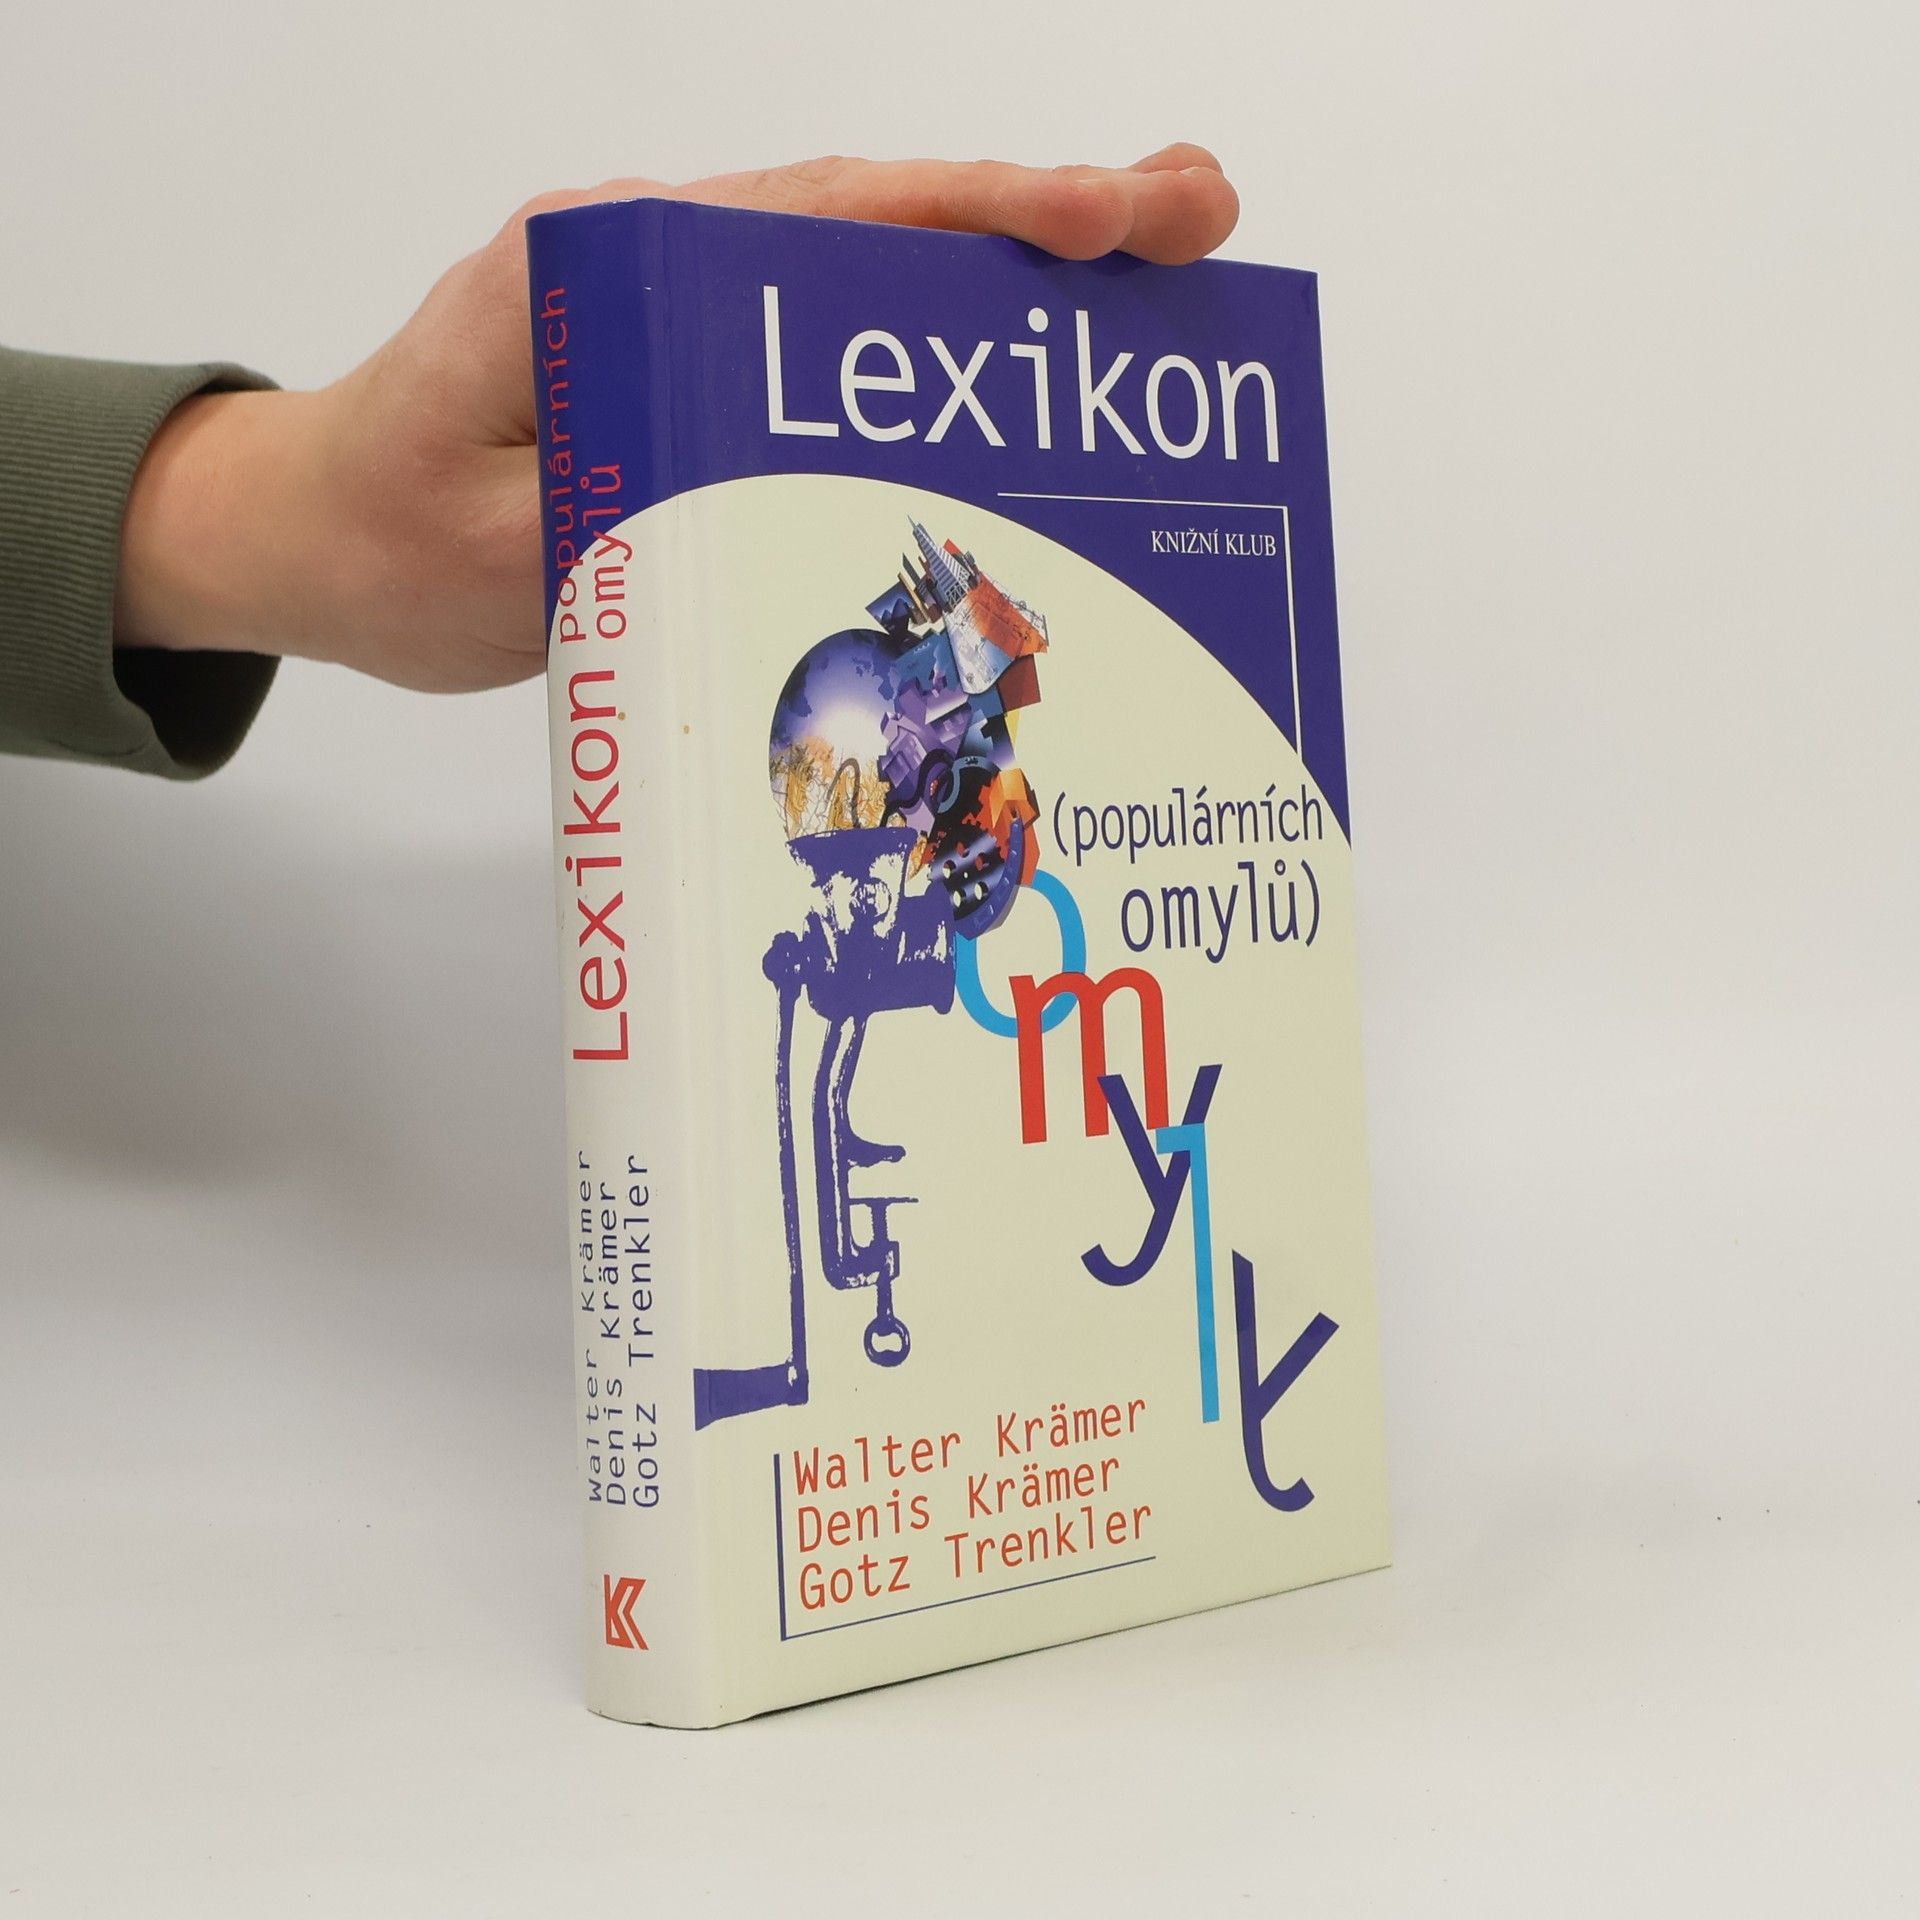 Lexikon
KNIŽNÍ KLUB
(populárních
omylů)
omyly
Walter Krämer
Denis Krämer
Gotz Trenkler
Lexikon populárních
omylů
Walter Krämer
Denis Krämer
Gotz Trenkler